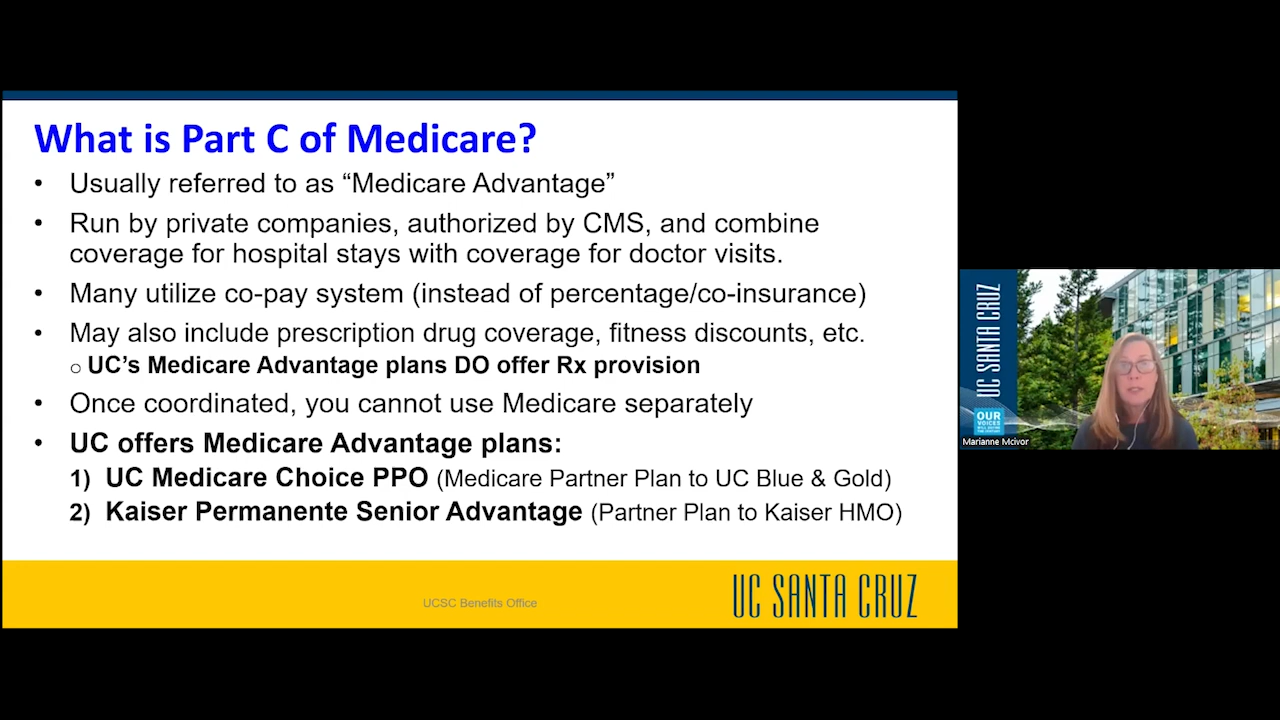 What is Part C of Medicare?
• Usually referred to as “Medicare Advantage”
• Run by private companies, authorized by CMS, and combine
coverage for hospital stays with coverage for doctor visits.
• Many utilize co-pay system (instead of percentage/co-insurance)
• May also include prescription drug coverage, fitness discounts, etc.
○ UC’s Medicare Advantage plans DO offer Rx provision
• Once coordinated, you cannot use Medicare separately
• UC offers Medicare Advantage plans:
1) UC Medicare Choice PPO (Medicare Partner Plan to UC Blue & Gold)
2) Kaiser Permanente Senior Advantage (Partner Plan to Kaiser HMO)
UCSC Benefits Office
UC SANTA CRUZ
UC SANTA CRUZ
OUR
VOICES
Marianne Mcivor